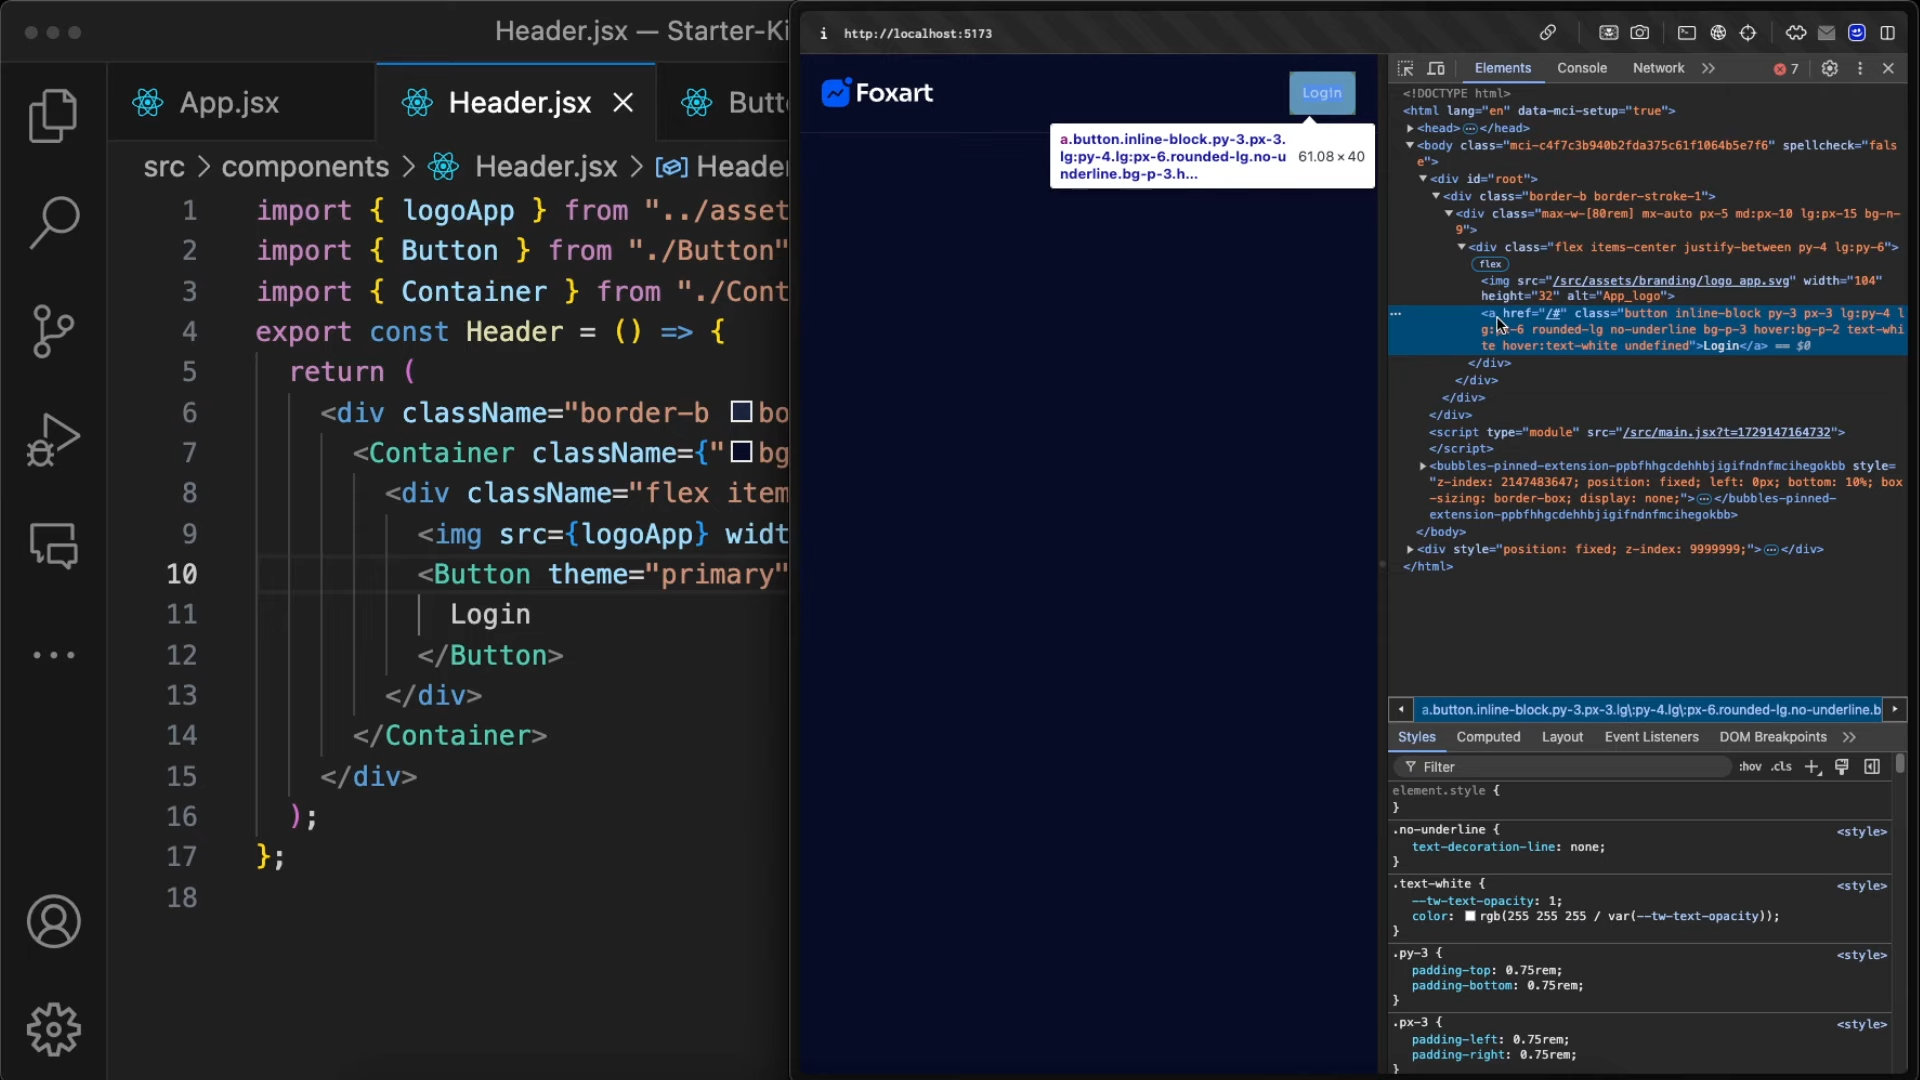 Header.jsx — Starter-Ki
App.jsx
Header.jsx
Butt
src > components > Header.jsx > Header
1 import { logoApp } from "../asset
2 import { Button } from "./Button"
3 import { Container } from "./Cont
4 export const Header = () => {
5 return (
6 <div className="border-b bo
7 <Container className={"bg
8 <div className="flex item
9 <img src={logoApp} widt
10 <Button theme="primary"
11 Login
12 </Button>
13 </div>
14 </Container>
15 </div>
16 );
17 };
18
http://localhost:5173
Foxart
Login
a.button.inline-block.py-3.px-3.
lg:py-4.lg:px-6.rounded-lg.no-u
nderline.bg-p-3.h...
61.08 × 40
Elements
Console
Network
7
<!DOCTYPE html>
<html lang="en" data-mci-setup="true">
<head>…</head>
<body class="mci-c4f7c3b940b2fda375c61f1064b5e7f6" spellcheck="fals
e">
<div id="root">
<div class="border-b border-stroke-1">
<div class="max-w-[80rem] mx-auto px-5 md:px-10 lg:px-15 bg-n-
9">
<div class="flex items-center justify-between py-4 lg:py-6">
flex
<img src="/src/assets/branding/logo_app.svg" width="104"
height="32" alt="App_logo">
<a href="/#" class="button inline-block py-3 px-3 lg:py-4 l
g:px-6 rounded-lg no-underline bg-p-3 hover:bg-p-2 text-whi
te hover:text-white undefined">Login</a> == $0
</div>
</div>
</div>
</div>
<script type="module" src="/src/main.jsx?t=1729147164732">
</script>
<bubbles-pinned-extension-ppbfhhgcdehhbjigifndnfmcihegokbb style=
"z-index: 2147483647; position: fixed; left: 0px; bottom: 10%; box
-sizing: border-box; display: none;">…</bubbles-pinned-
extension-ppbfhhgcdehhbjigifndnfmcihegokbb>
</body>
<div style="position: fixed; z-index: 9999999;">…</div>
</html>
a.button.inline-block.py-3.px-3.lg\:py-4.lg\:px-6.rounded-lg.no-underline.b
Styles
Computed
Layout
Event Listeners
DOM Breakpoints
Filter
:hov
.cls
element.style {
}
.no-underline {
<style>
text-decoration-line: none;
}
.text-white {
<style>
--tw-text-opacity: 1;
color: rgb(255 255 255 / var(--tw-text-opacity));
}
.py-3 {
<style>
padding-top: 0.75rem;
padding-bottom: 0.75rem;
}
.px-3 {
<style>
padding-left: 0.75rem;
padding-right: 0.75rem;
}